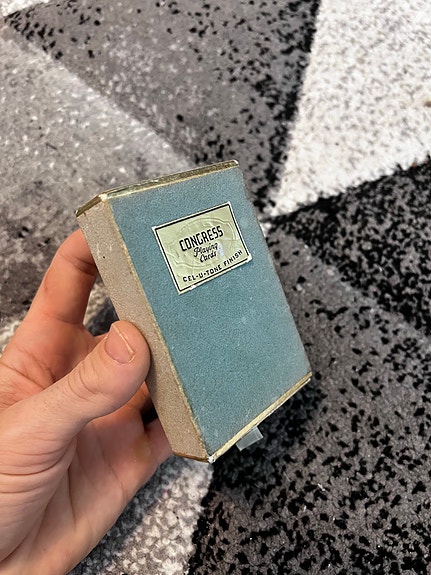 CONGRESS
Playing
Cards
CEL-U-TONE FINISH